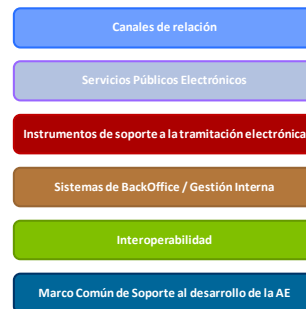 Canales de relación
Servicios Públicos Electrónicos
Instrumentos de soporte a la tramitación electrónica
Sistemas de BackOffice / Gestión Interna
Interoperabilidad
Marco Común de Soporte al desarrollo de la AE